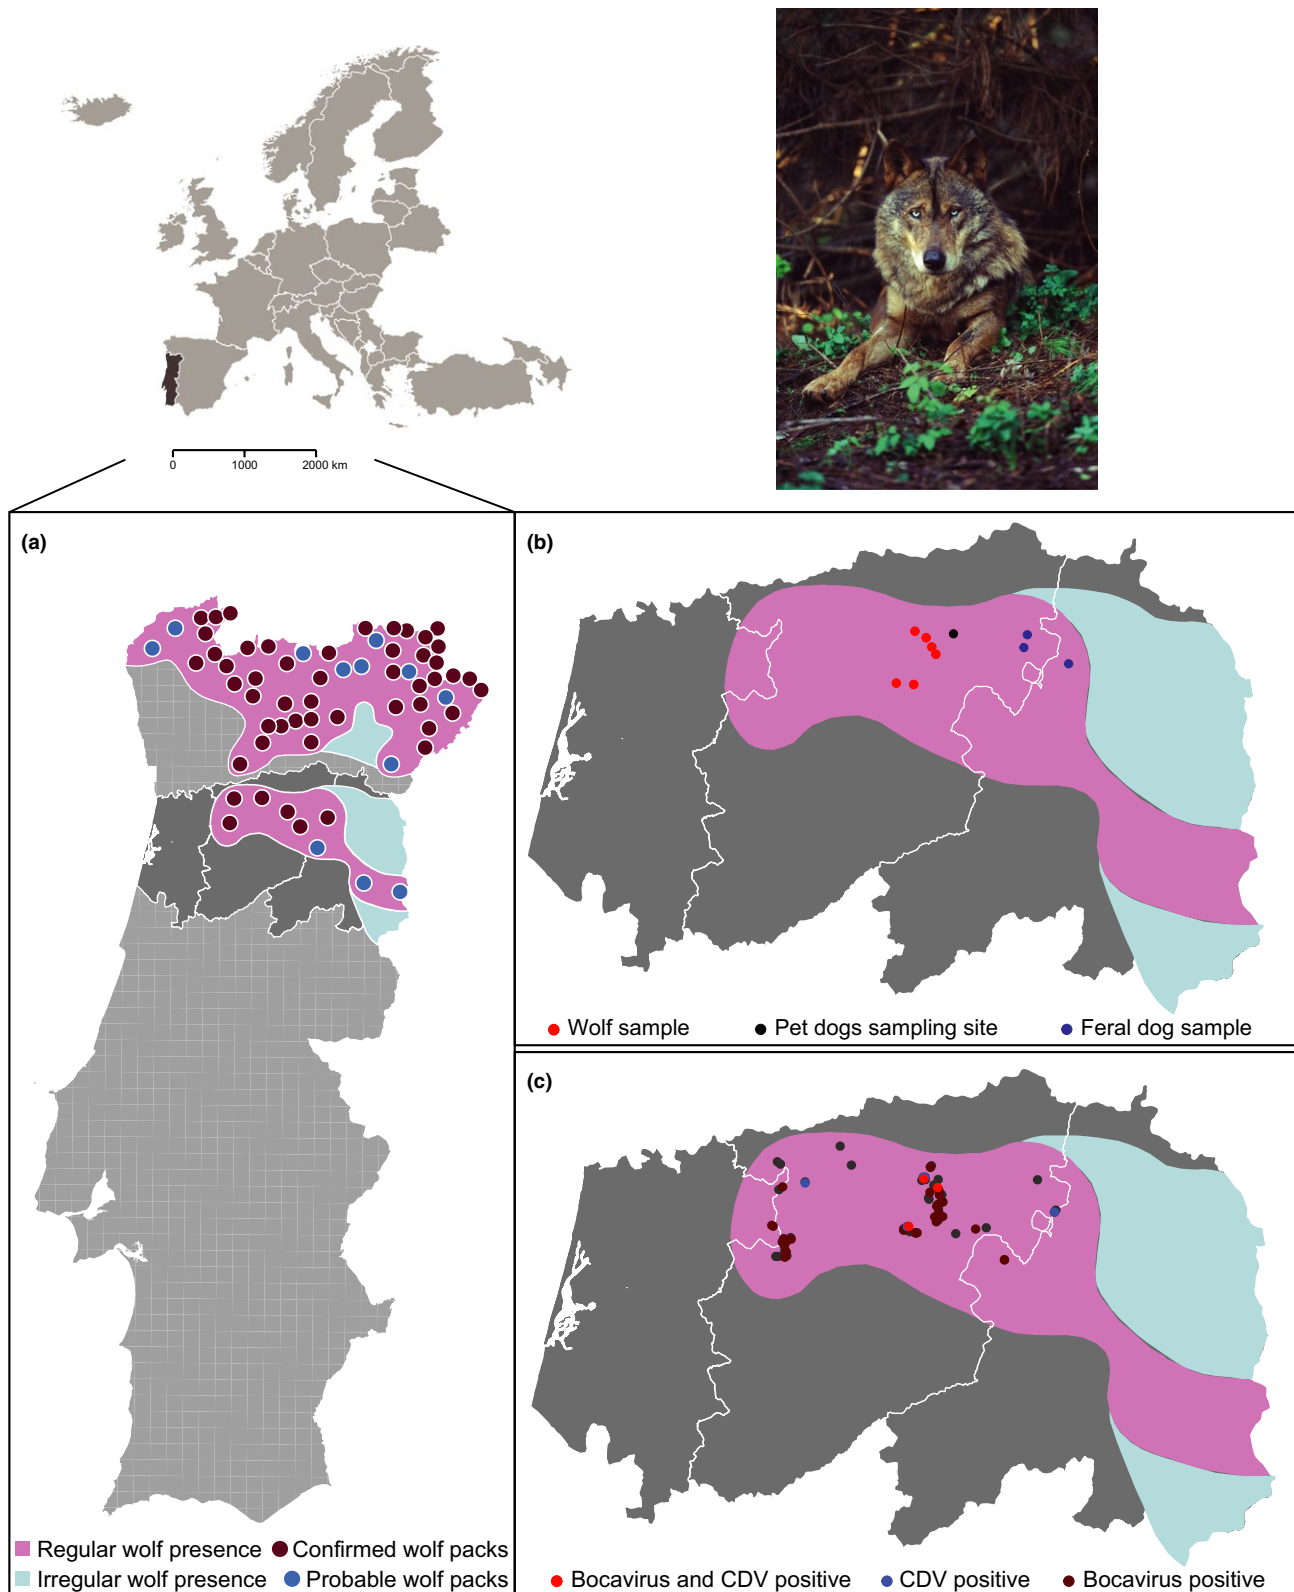 0 1000 2000 km
(a)
(b)
Wolf sample Pet dogs sampling site Feral dog sample
(c)
Regular wolf presence Confirmed wolf packs
Irregular wolf presence Probable wolf packs
Bocavirus and CDV positive CDV positive Bocavirus positive